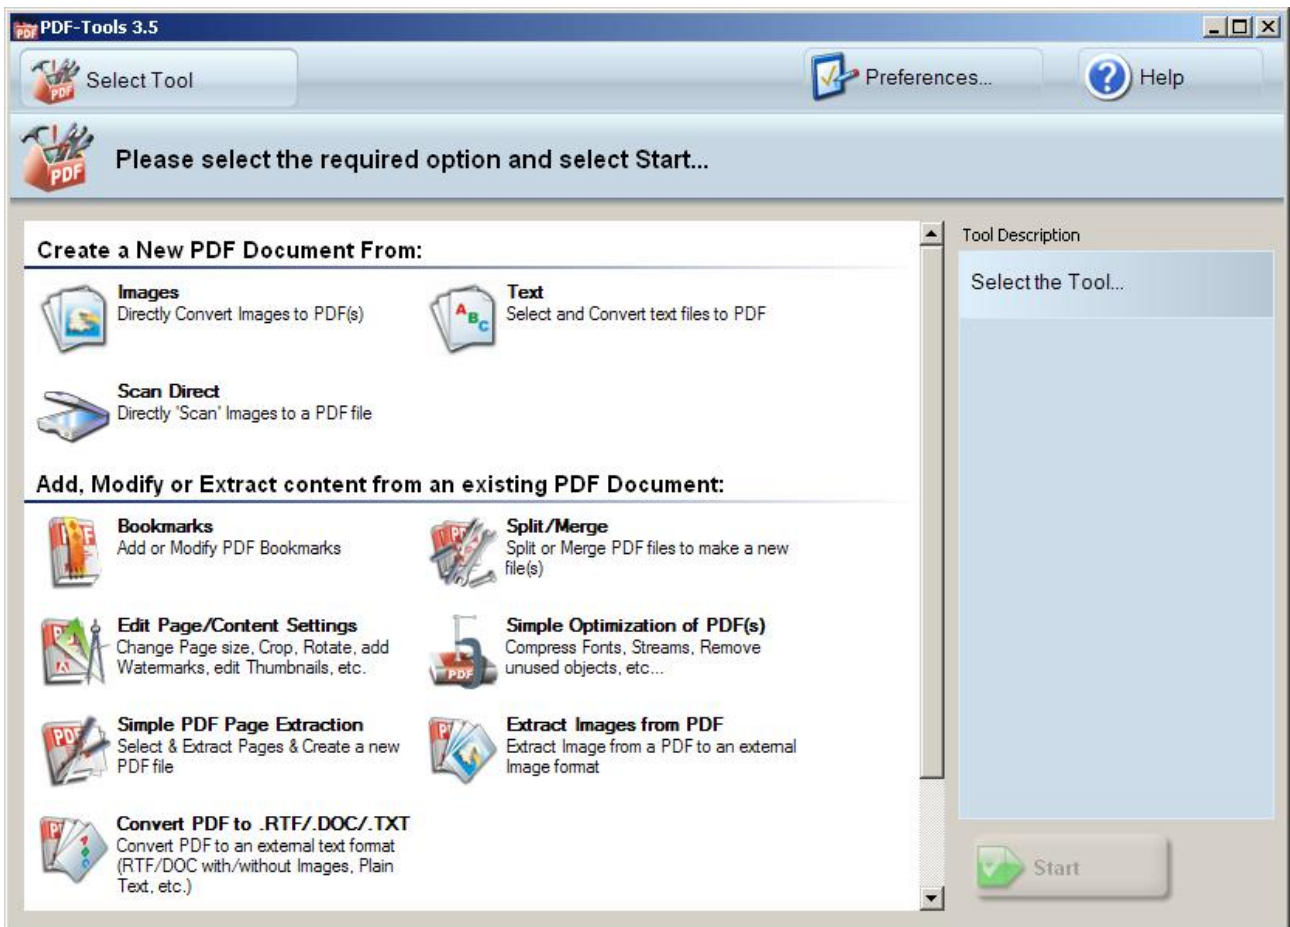 PDF-Tools 3.5
Select Tool
Preferences...
Help
Please select the required option and select Start...
Create a New PDF Document From:
Images
Directly Convert Images to PDF(s)
Text
Select and Convert text files to PDF
Scan Direct
Directly 'Scan' Images to a PDF file
Add, Modify or Extract content from an existing PDF Document:
Bookmarks
Add or Modify PDF Bookmarks
Split/Merge
Split or Merge PDF files to make a new
file(s)
Edit Page/Content Settings
Change Page size, Crop, Rotate, add
Watermarks, edit Thumbnails, etc.
Simple Optimization of PDF(s)
Compress Fonts, Streams, Remove
unused objects, etc...
Simple PDF Page Extraction
Select & Extract Pages & Create a new
PDF file
Extract Images from PDF
Extract Image from a PDF to an external
Image format
Convert PDF to .RTF/.DOC/.TXT
Convert PDF to an external text format
(RTF/DOC with/without Images, Plain
Text, etc.)
Tool Description
Select the Tool...
Start